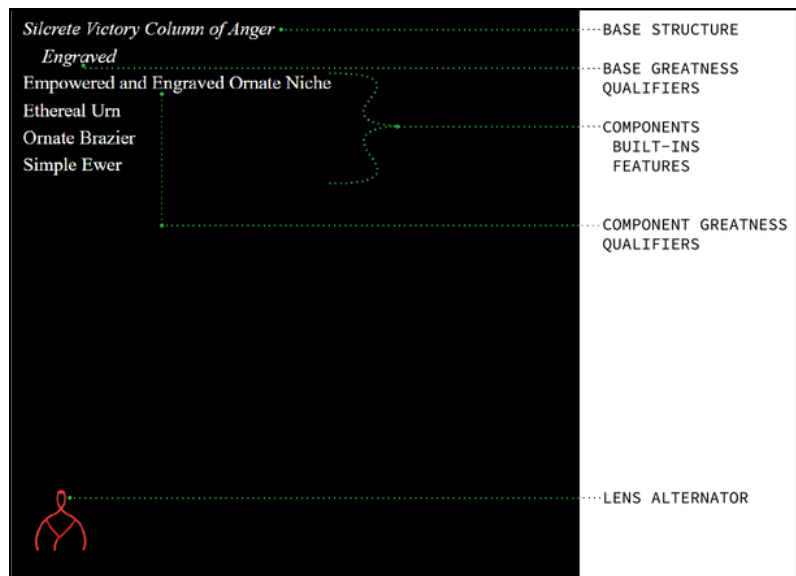 Silcrete Victory Column of Anger
Engraved
Empowered and Engraved Ornate Niche
Ethereal Urn
Ornate Brazier
Simple Ewer
BASE STRUCTURE
BASE GREATNESS
QUALIFIERS
COMPONENTS
BUILT-INS
FEATURES
COMPONENT GREATNESS
QUALIFIERS
LENS ALTERNATOR